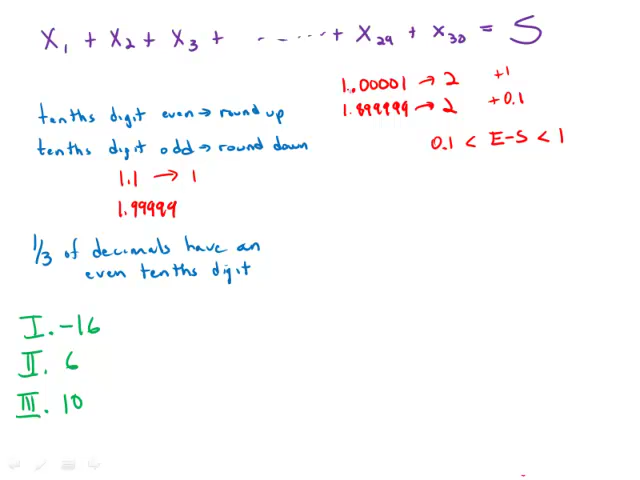 X₁ + X₂ + X₃ + ······· + X₂₉ + X₃₀ = S
1.00001 → 2 +1
1.899999 → 2 +0.1
0.1 < E-S < 1
tenths digit even → round up
tenths digit odd → round down
1.1 → 1
1.99999
1/3 of decimals have an
even tenths digit
I. -16
II. 6
III. 10